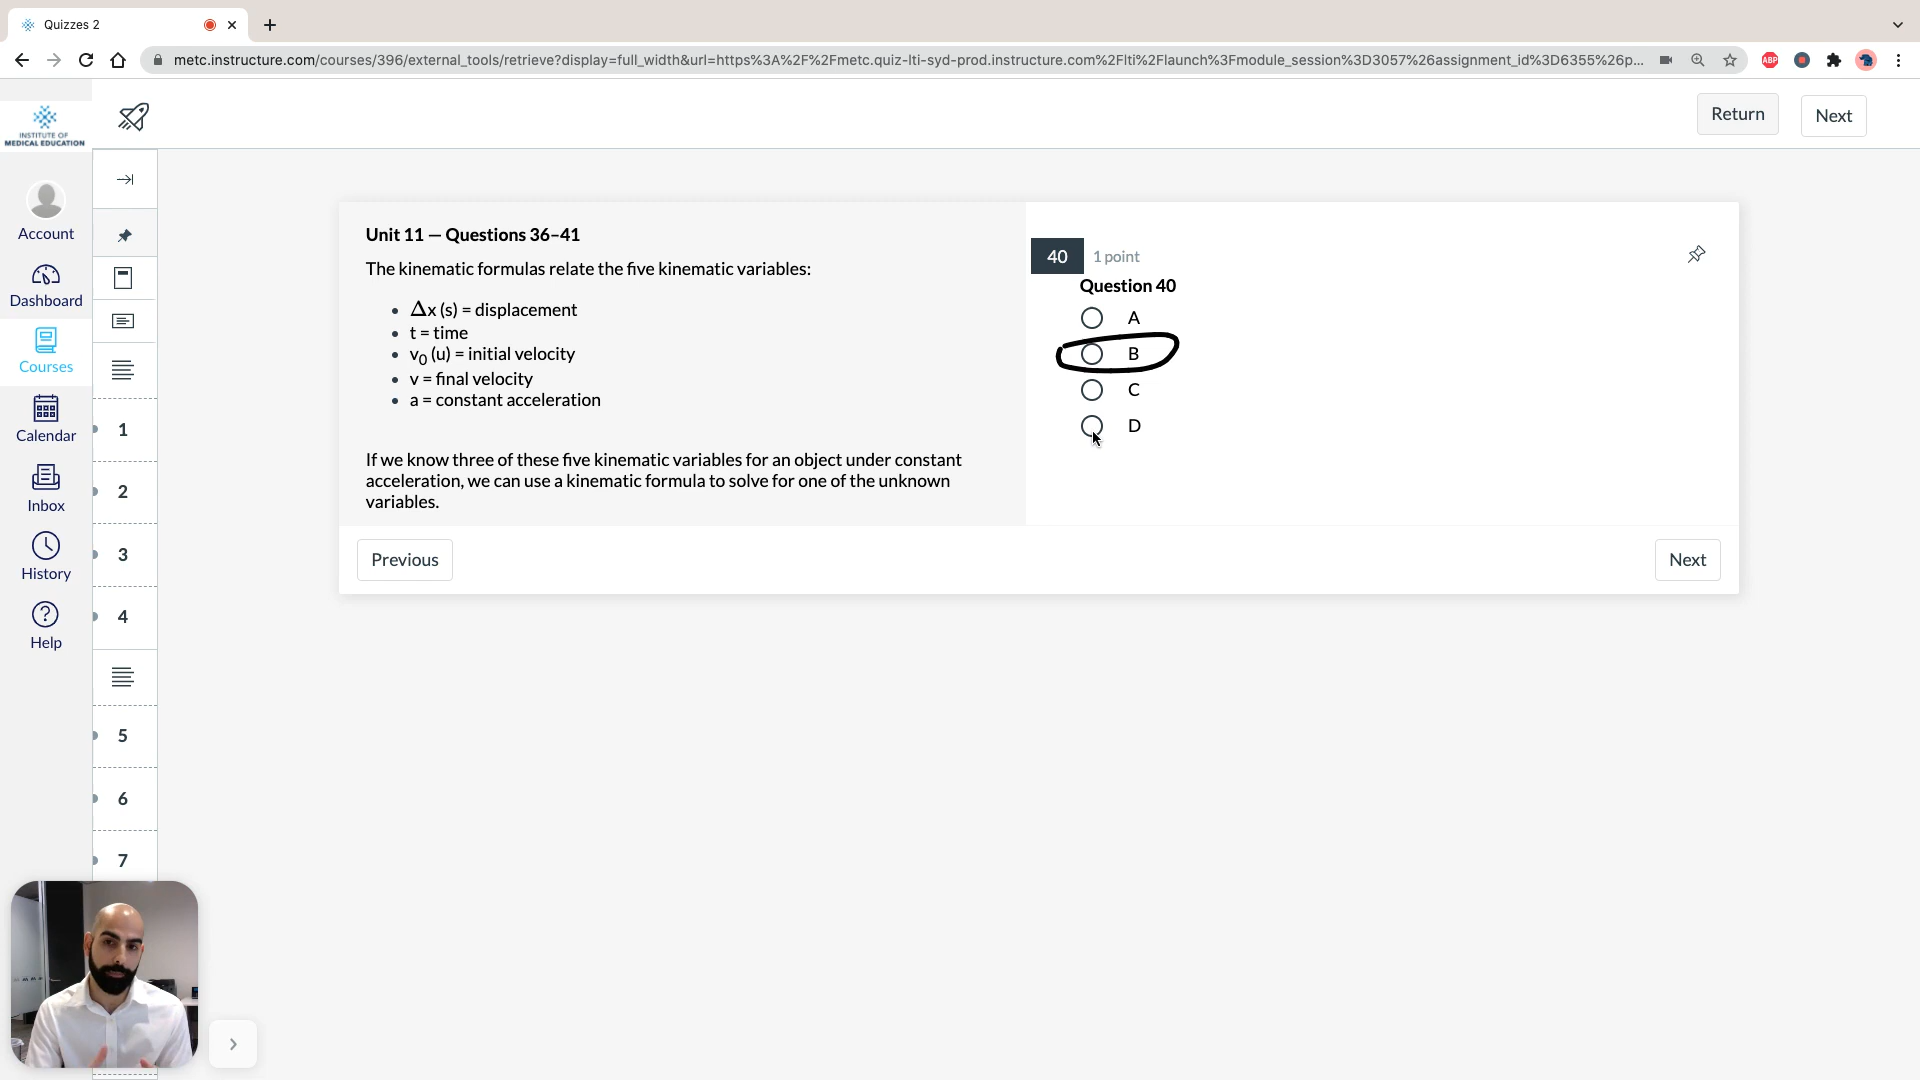 Quizzes 2
metc.instructure.com/courses/396/external_tools/retrieve?display=full_width&url=https%3A%2F%2Fmetc.quiz-lti-syd-prod.instructure.com%2Flti%2Flaunch%3Fmodule_session%3D3057%26assignment_id%3D6355%26p...
ABP
INSTITUTE OF
MEDICAL EDUCATION
Return
Next
Account
Dashboard
Courses
Calendar
Inbox
History
Help
1
2
3
4
5
6
7
Unit 11 — Questions 36–41
The kinematic formulas relate the five kinematic variables:
• Δx (s) = displacement
• t = time
• v0 (u) = initial velocity
• v = final velocity
• a = constant acceleration
If we know three of these five kinematic variables for an object under constant
acceleration, we can use a kinematic formula to solve for one of the unknown
variables.
40 1 point
Question 40
A
B
C
D
Previous
Next